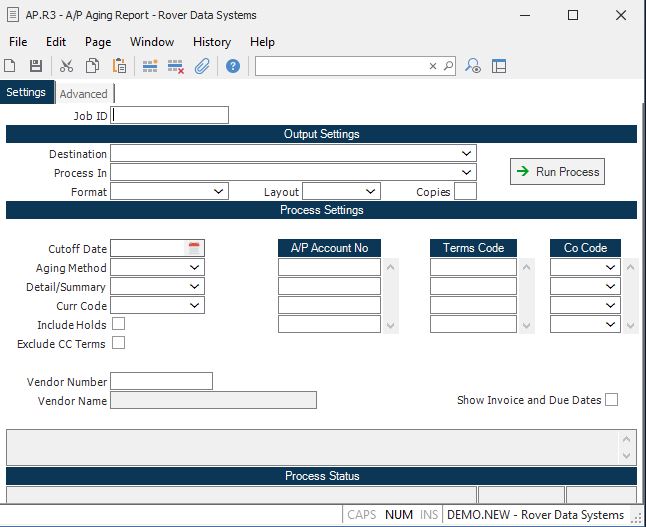 AP.R3 - A/P Aging Report - Rover Data Systems
File Edit Page Window History Help
Settings Advanced
Job ID
Output Settings
Destination
Process In
Run Process
Format Layout Copies
Process Settings
Cutoff Date A/P Account No Terms Code Co Code
Aging Method
Detail/Summary
Curr Code
Include Holds
Exclude CC Terms
Vendor Number
Vendor Name Show Invoice and Due Dates
Process Status
CAPS NUM INS DEMO.NEW - Rover Data Systems